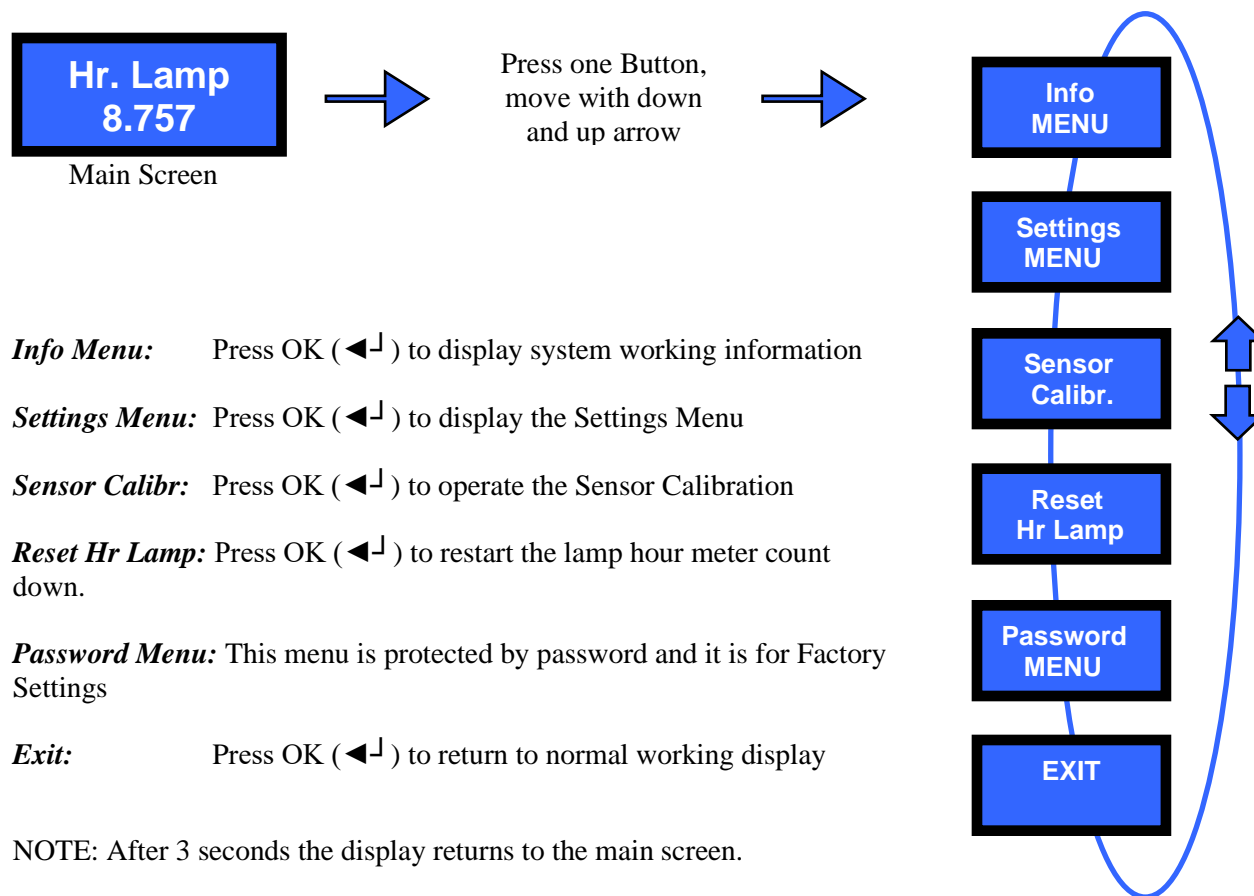 Hr. Lamp
8.757
Main Screen
Press one Button,
move with down
and up arrow
Info
MENU
Settings
MENU
Sensor
Calibr.
Reset
Hr Lamp
Password
MENU
EXIT
Info Menu: Press OK (◄┘) to display system working information
Settings Menu: Press OK (◄┘) to display the Settings Menu
Sensor Calibr: Press OK (◄┘) to operate the Sensor Calibration
Reset Hr Lamp: Press OK (◄┘) to restart the lamp hour meter count
down.
Password Menu: This menu is protected by password and it is for Factory
Settings
Exit: Press OK (◄┘) to return to normal working display
NOTE: After 3 seconds the display returns to the main screen.